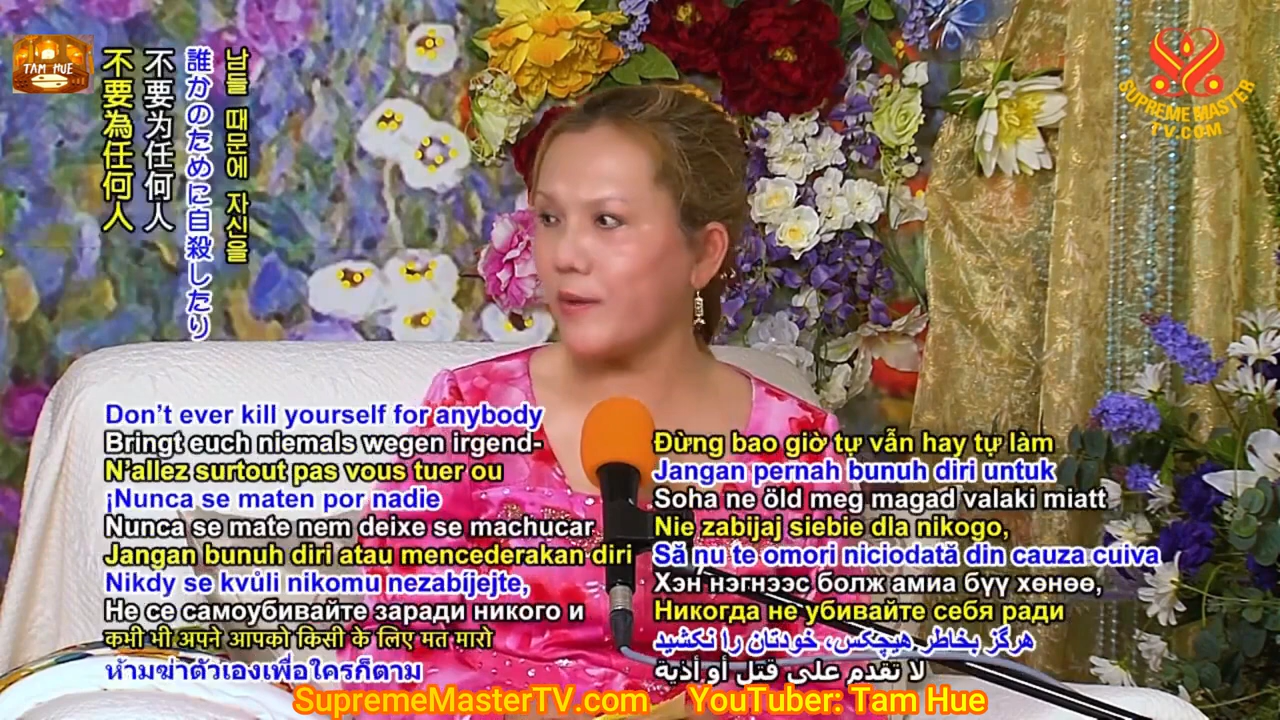 TAM HUE
不要為任何人
不要为任何人
誰かのために自殺したり
남들 때문에 자신을
SUPREME MASTER
TV.COM
Don't ever kill yourself for anybody
Bringt euch niemals wegen irgend-
N'allez surtout pas vous tuer ou
¡Nunca se maten por nadie
Nunca se mate nem deixe se machucar
Jangan bunuh diri atau mencederakan diri
Nikdy se kvůli nikomu nezabíjejte,
Не се самоубивайте заради никого и
कभी भी अपने आपको किसी के लिए मत मारो
ห้ามฆ่าตัวเองเพื่อใครก็ตาม
Đừng bao giờ tự vẫn hay tự làm
Jangan pernah bunuh diri untuk
Soha ne öld meg magad valaki miatt
Nie zabijaj siebie dla nikogo,
Să nu te omori niciodată din cauza cuiva
Хэн нэгнээс болж амиа бүү хөнөө,
Никогда не убивайте себя ради
هرگز بخاطر هیچکس، خودتان را نکشید
لا تقدم على قتل أو أذية
SupremeMasterTV.com YouTuber: Tam Hue